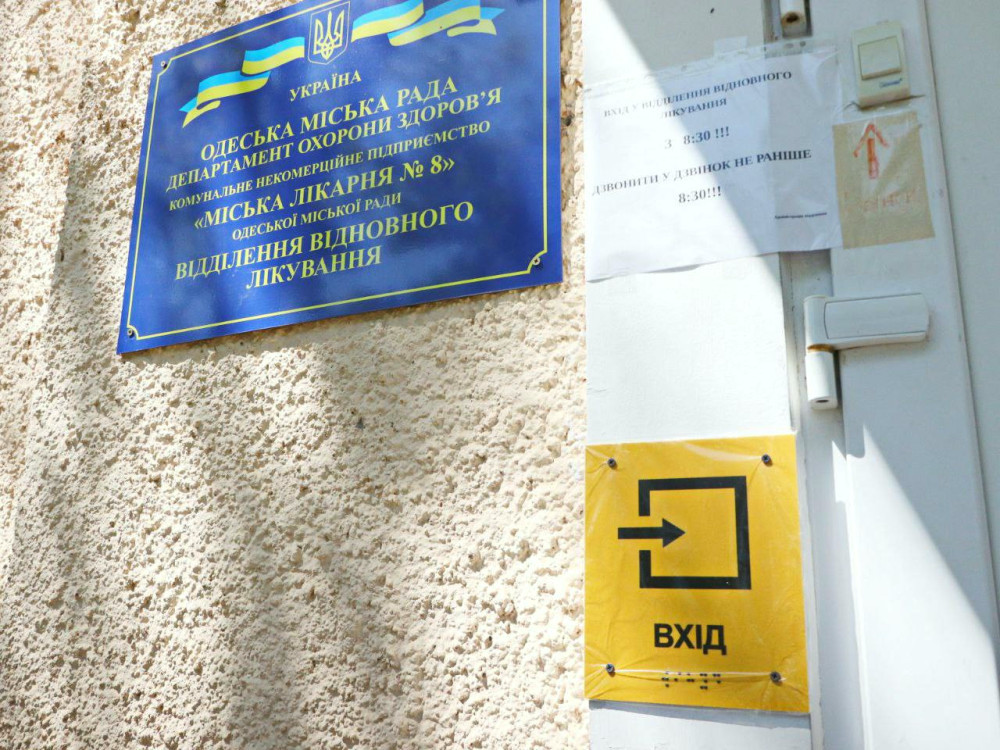 УКРАЇНА
ОДЕСЬКА МІСЬКА РАДА
ДЕПАРТАМЕНТ ОХОРОНИ ЗДОРОВ’Я
КОМУНАЛЬНЕ НЕКОМЕРЦІЙНЕ ПІДПРИЄМСТВО
«МІСЬКА ЛІКАРНЯ № 8»
ОДЕСЬКОЇ МІСЬКОЇ РАДИ
ВІДДІЛЕННЯ ВІДНОВНОГО
ЛІКУВАННЯ
ВХІД У ВІДДІЛЕННЯ ВІДНОВНОГО
ЛІКУВАННЯ
З 8:30 !!!
ДЗВОНИТИ У ДЗВІНОК НЕ РАНІШЕ
8:30!!!
ВХІД